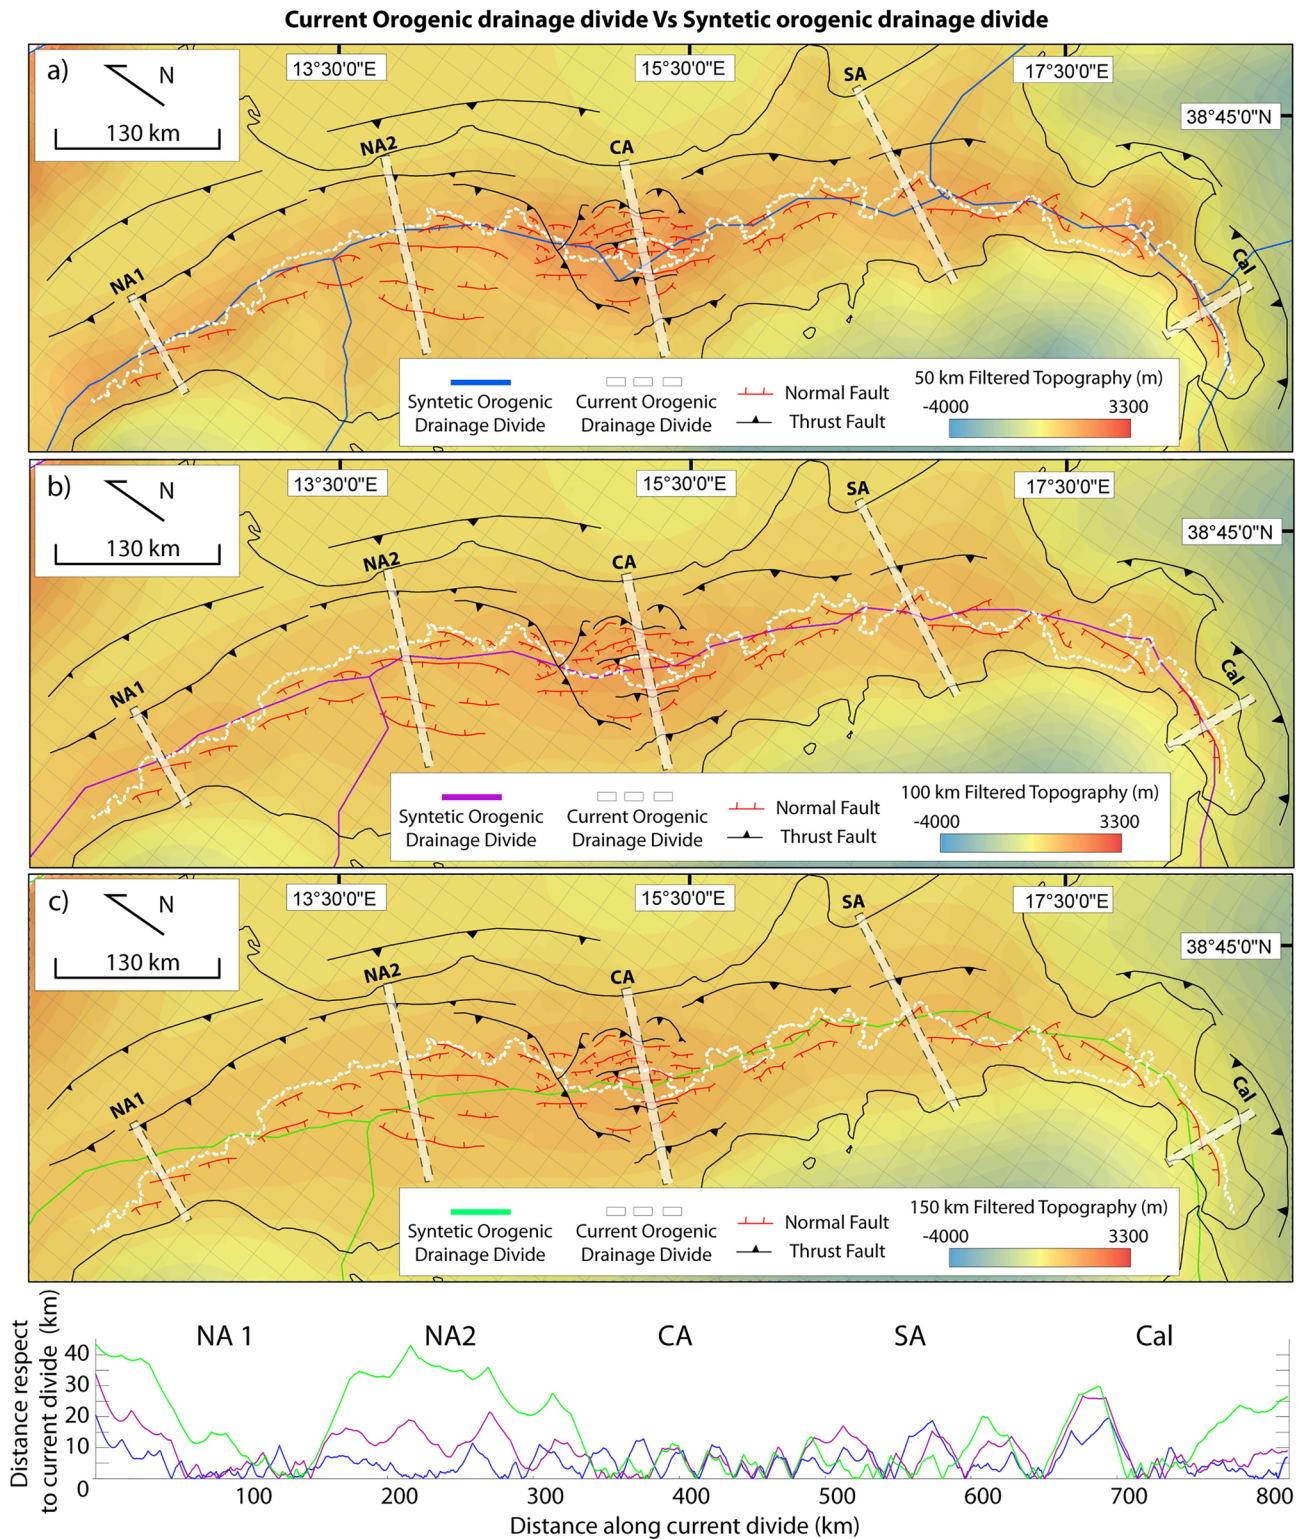 Current Orogenic drainage divide Vs Syntetic orogenic drainage divide
a)
N
130 km
13°30'0"E
15°30'0"E
17°30'0"E
38°45'0"N
NA1
NA2
CA
SA
Cal
Syntetic Orogenic
Drainage Divide
Current Orogenic
Drainage Divide
Normal Fault
Thrust Fault
50 km Filtered Topography (m)
-4000
3300
b)
N
130 km
13°30'0"E
15°30'0"E
17°30'0"E
38°45'0"N
NA1
NA2
CA
SA
Cal
Syntetic Orogenic
Drainage Divide
Current Orogenic
Drainage Divide
Normal Fault
Thrust Fault
100 km Filtered Topography (m)
-4000
3300
c)
N
130 km
13°30'0"E
15°30'0"E
17°30'0"E
38°45'0"N
NA1
NA2
CA
SA
Cal
Syntetic Orogenic
Drainage Divide
Current Orogenic
Drainage Divide
Normal Fault
Thrust Fault
150 km Filtered Topography (m)
-4000
3300
Distance respect
to current divide (km)
40
30
20
10
0
NA 1
NA2
CA
SA
Cal
100
200
300
400
500
600
700
800
Distance along current divide (km)